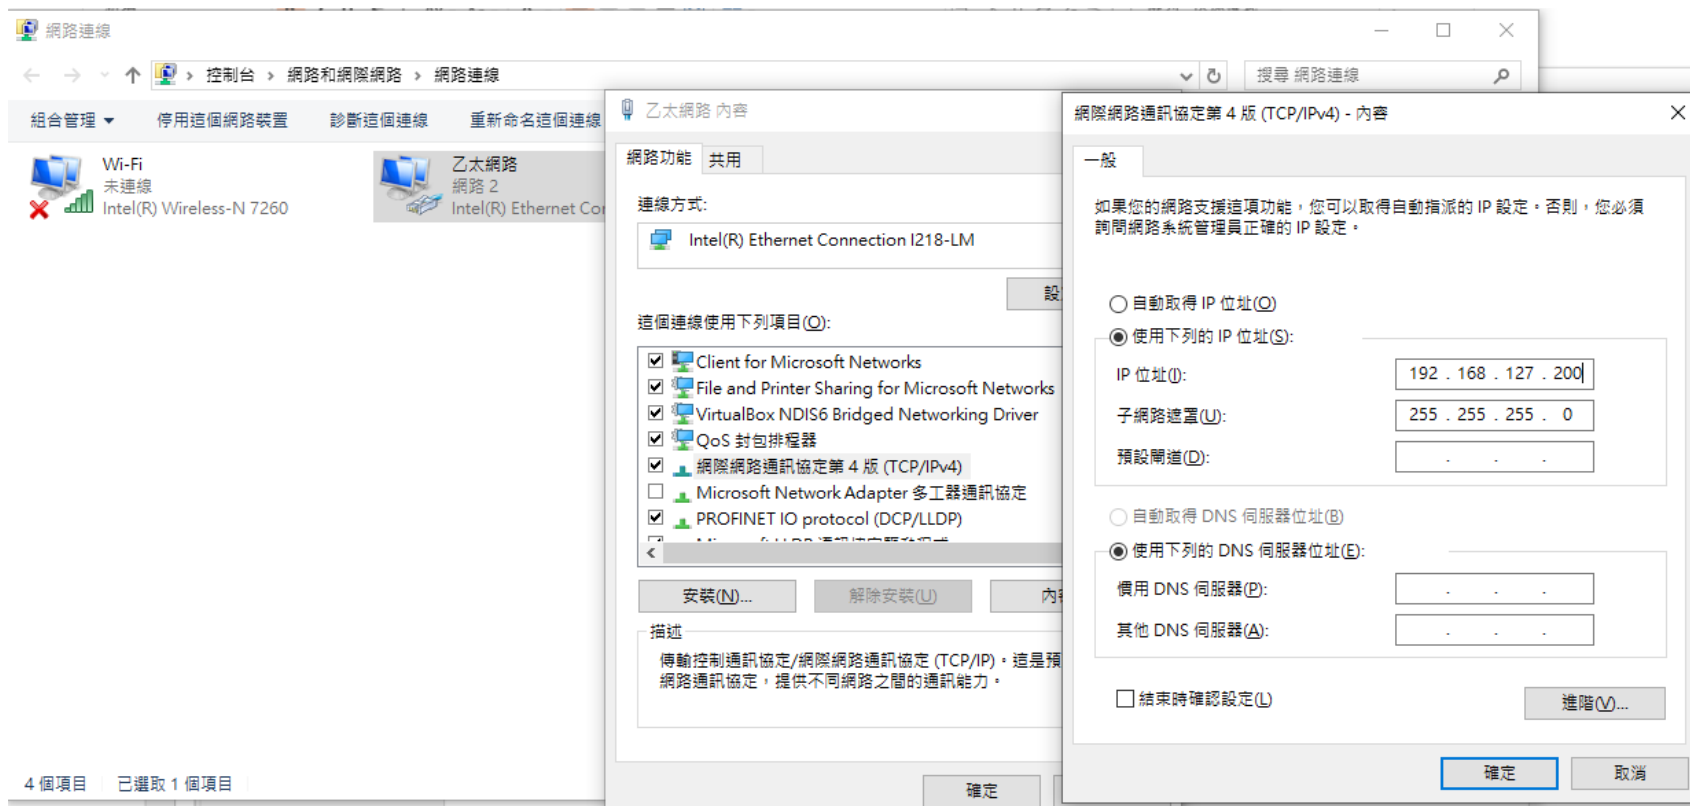 網路連線
控制台 › 網路和網際網路 › 網路連線
搜尋 網路連線
組合管理
停用這個網路裝置
診斷這個連線
重新命名這個連線
Wi-Fi
未連線
Intel(R) Wireless-N 7260
乙太網路
網路 2
Intel(R) Ethernet Cor
4 個項目
已選取 1 個項目
乙太網路 內容
網路功能
共用
連線方式:
Intel(R) Ethernet Connection I218-LM
設
這個連線使用下列項目(O):
Client for Microsoft Networks
File and Printer Sharing for Microsoft Networks
VirtualBox NDIS6 Bridged Networking Driver
QoS 封包排程器
網際網路通訊協定第 4 版 (TCP/IPv4)
Microsoft Network Adapter 多工器通訊協定
PROFINET IO protocol (DCP/LLDP)
安裝(N)...
解除安裝(U)
內
描述
傳輸控制通訊協定/網際網路通訊協定 (TCP/IP)。這是預
網路通訊協定，提供不同網路之間的通訊能力。
確定
網際網路通訊協定第 4 版 (TCP/IPv4) - 內容
一般
如果您的網路支援這項功能，您可以取得自動指派的 IP 設定。否則，您必須
詢問網路系統管理員正確的 IP 設定。
自動取得 IP 位址(O)
使用下列的 IP 位址(S):
IP 位址(I):
192 . 168 . 127 . 200
子網路遮罩(U):
255 . 255 . 255 . 0
預設閘道(D):
. . .
自動取得 DNS 伺服器位址(B)
使用下列的 DNS 伺服器位址(E):
慣用 DNS 伺服器(P):
. . .
其他 DNS 伺服器(A):
. . .
結束時確認設定(L)
進階(V)...
確定
取消